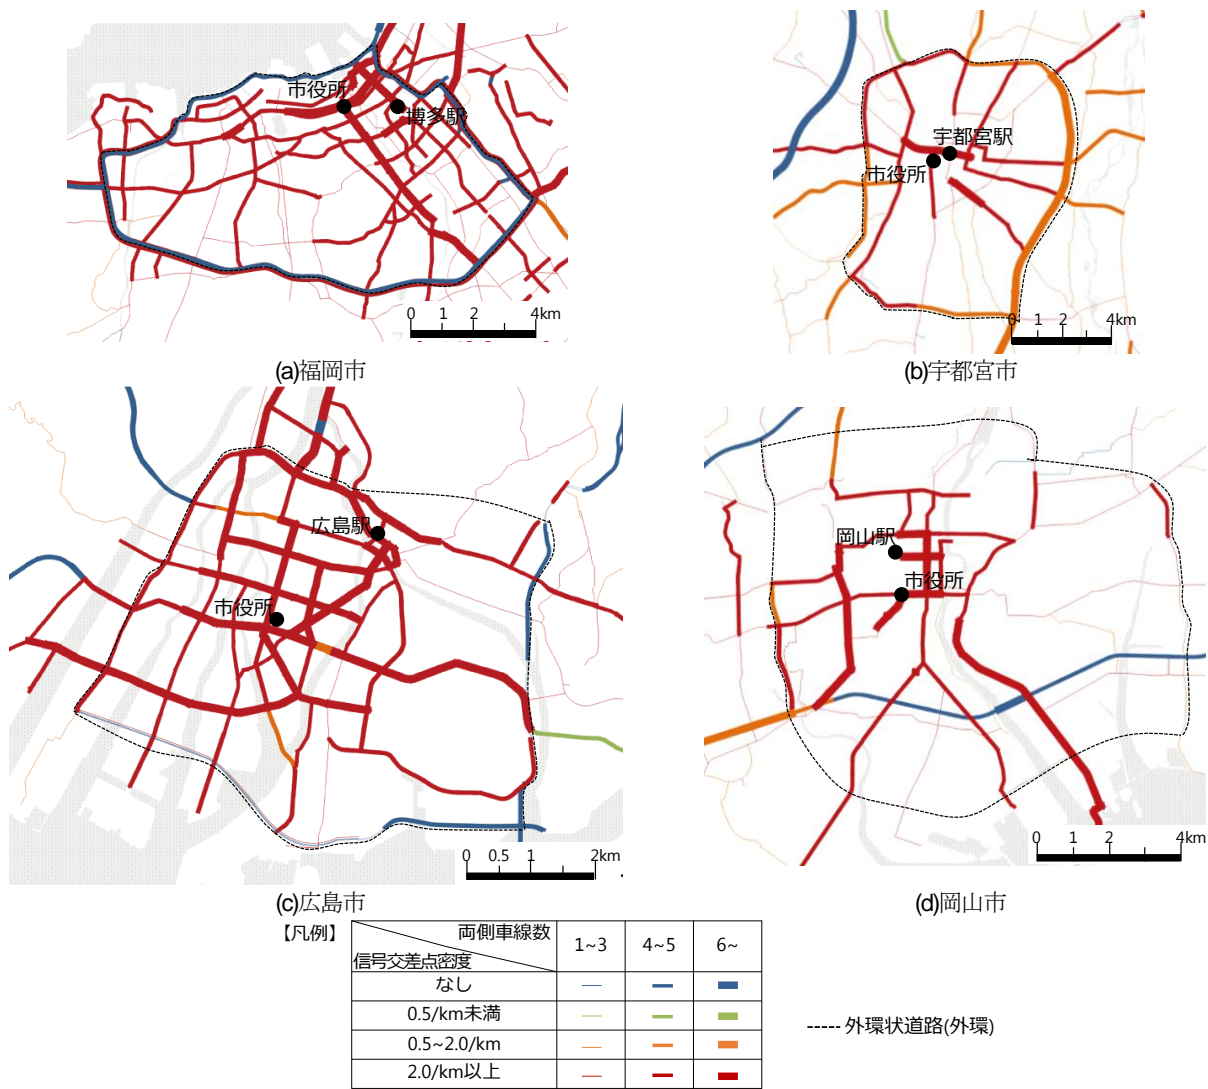 市役所
博多駅
0 1 2 4km
(a)福岡市
宇都宮駅
市役所
0 1 2 4km
(b)宇都宮市
広島駅
市役所
0 0.5 1 2km
(c)広島市
岡山駅
市役所
0 1 2 4km
(d)岡山市
【凡例】
両側車線数 1~3 4~5 6~
信号交差点密度
なし
0.5/km未満
0.5~2.0/km
2.0/km以上
外環状道路(外環)